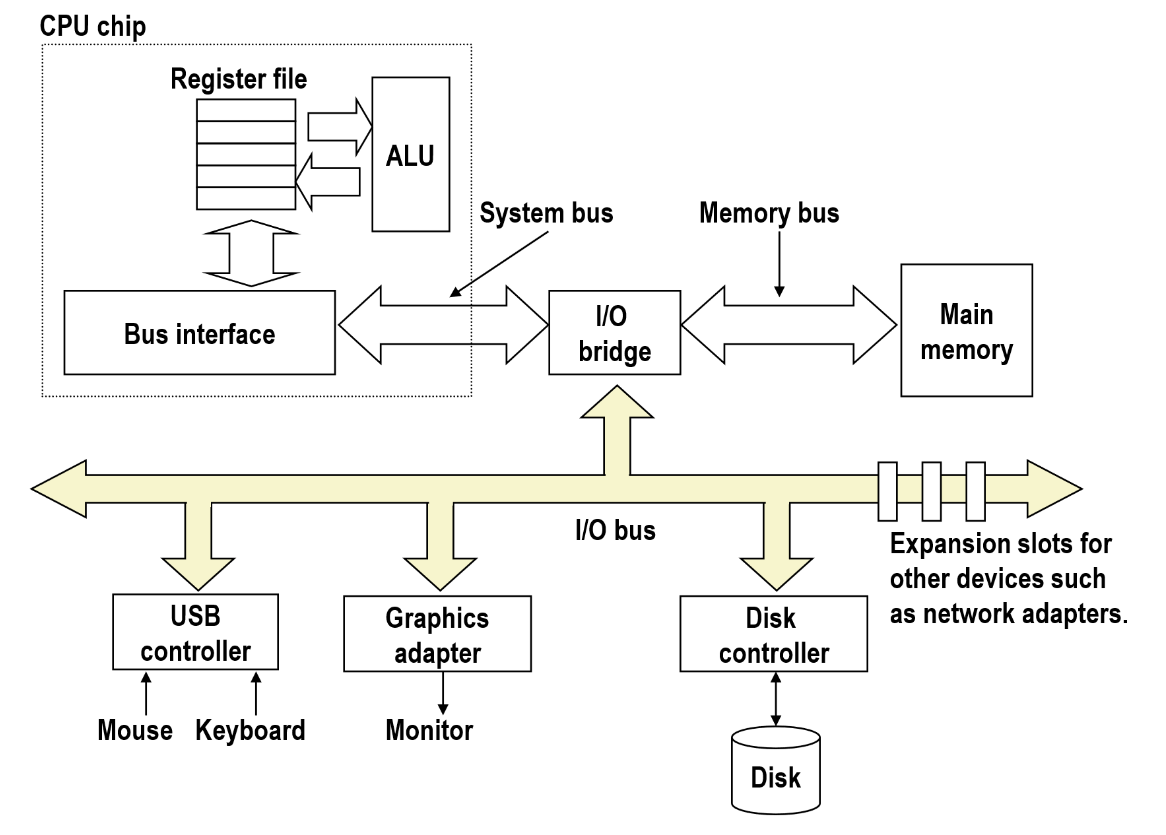 CPU chip
Register file
ALU
System bus
Memory bus
Bus interface
I/O
bridge
Main
memory
I/O bus
Expansion slots for
other devices such
as network adapters.
USB
controller
Graphics
adapter
Disk
controller
Mouse
Keyboard
Monitor
Disk